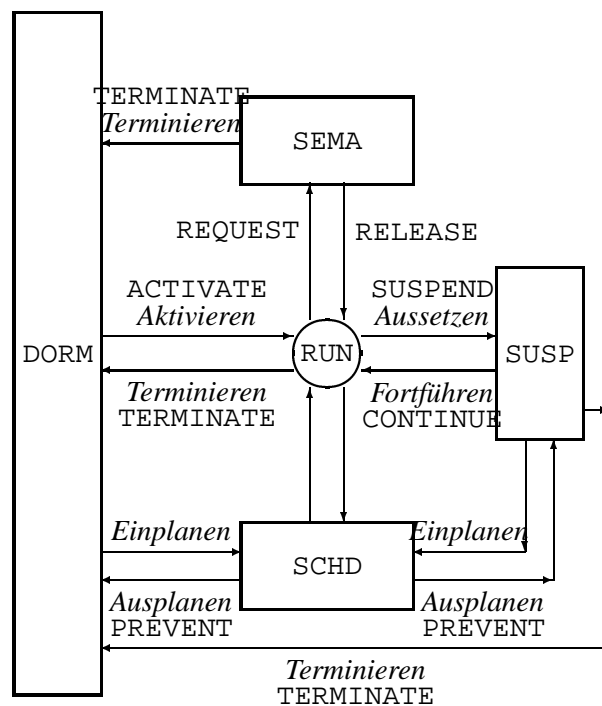 TERMINATE
Terminieren
SEMA
REQUEST
RELEASE
ACTIVATE
Aktivieren
SUSPEND
Aussetzen
DORM
RUN
SUSP
Terminieren
TERMINATE
Fortführen
CONTINUE
Einplanen
Einplanen
SCHD
Ausplanen
PREVENT
Ausplanen
PREVENT
Terminieren
TERMINATE